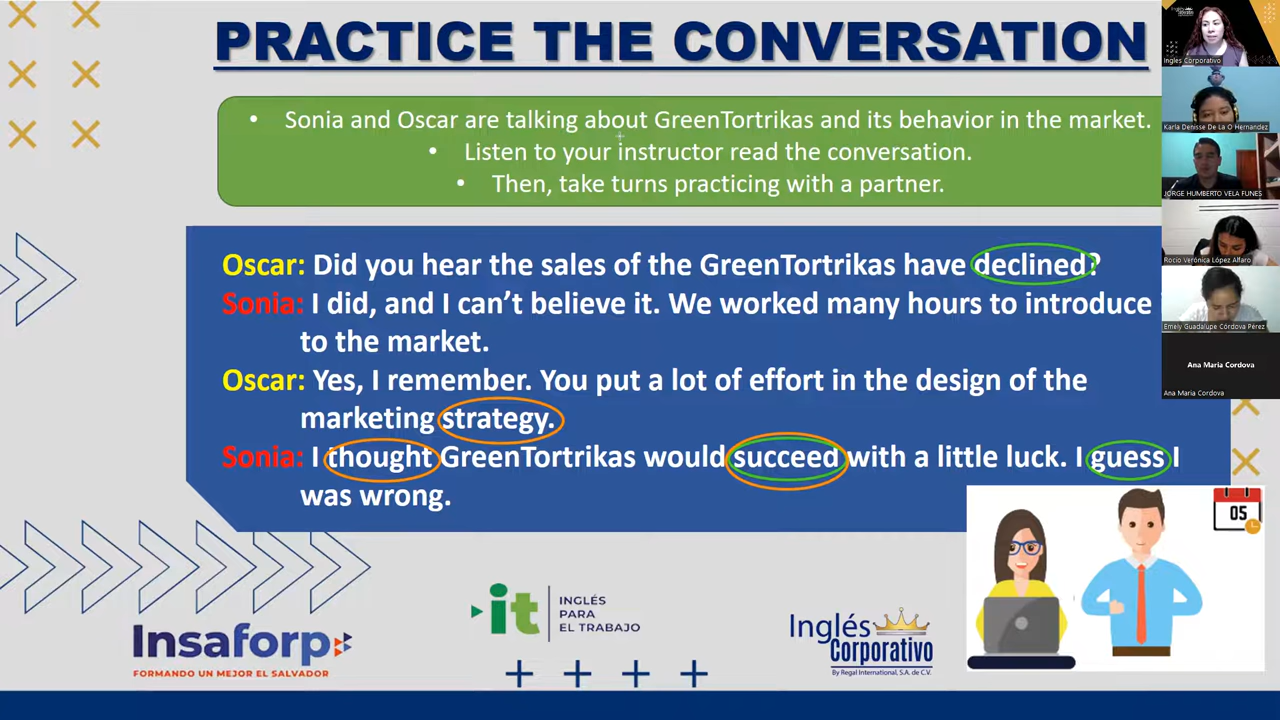 PRACTICE THE CONVERSATION
• Sonia and Oscar are talking about GreenTortrikas and its behavior in the market.
• Listen to your instructor read the conversation.
• Then, take turns practicing with a partner.
Oscar: Did you hear the sales of the GreenTortrikas have declined?
Sonia: I did, and I can’t believe it. We worked many hours to introduce
to the market.
Oscar: Yes, I remember. You put a lot of effort in the design of the
marketing strategy.
Sonia: I thought GreenTortrikas would succeed with a little luck. I guess I
was wrong.
05
Insaforp
FORMANDO UN MEJOR EL SALVADOR
it
INGLÉS
PARA
EL TRABAJO
Inglés
Corporativo
By Regal International, S.A. de C.V.
Ingles Corporativo
Karla Denisse De La O Hernandez
JORGE HUMBERTO VELA FUNES
Rocio Verónica López Alfaro
Emely Guadalupe Córdova Pérez
Ana Maria Cordova
Ana Maria Cordova